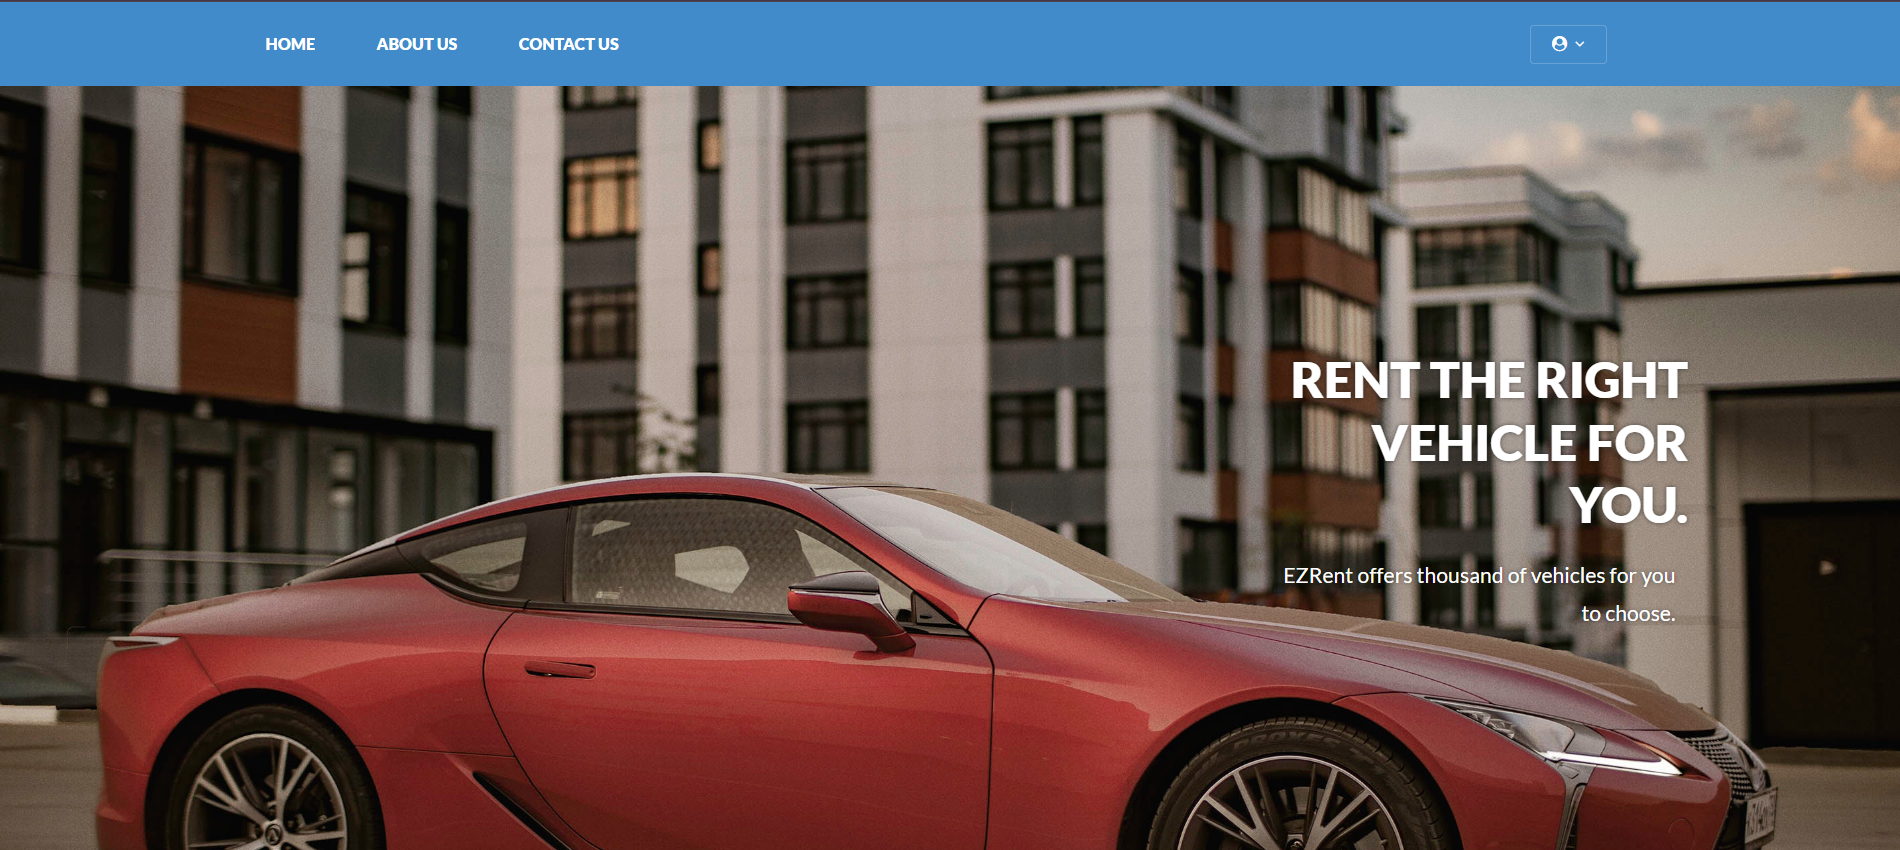 HOME ABOUT US CONTACT US
RENT THE RIGHT
VEHICLE FOR
YOU.
EZRent offers thousand of vehicles for you
to choose.